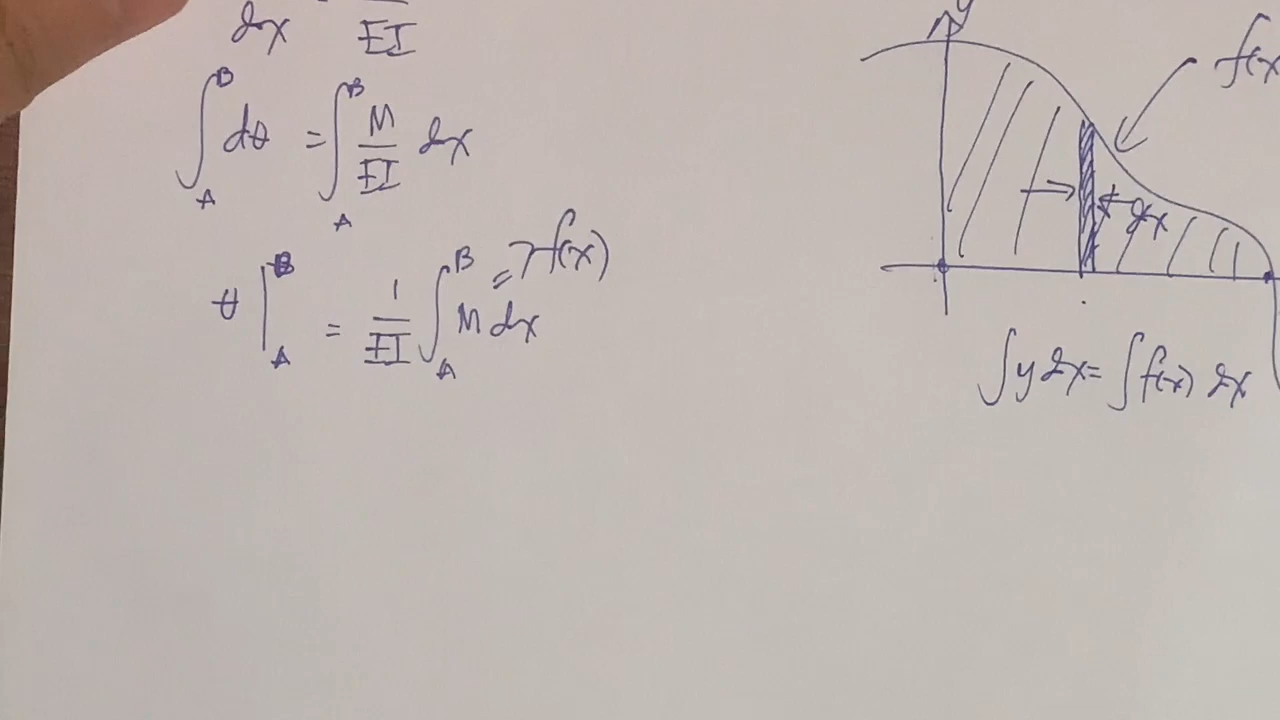 dx EI
∫_A^B dθ = ∫_A^B M/EI dx
θ |_A^B = 1/EI ∫_A^B M dx = f(x)
y
f(x
dx
∫ y dx = ∫ f(x) dx